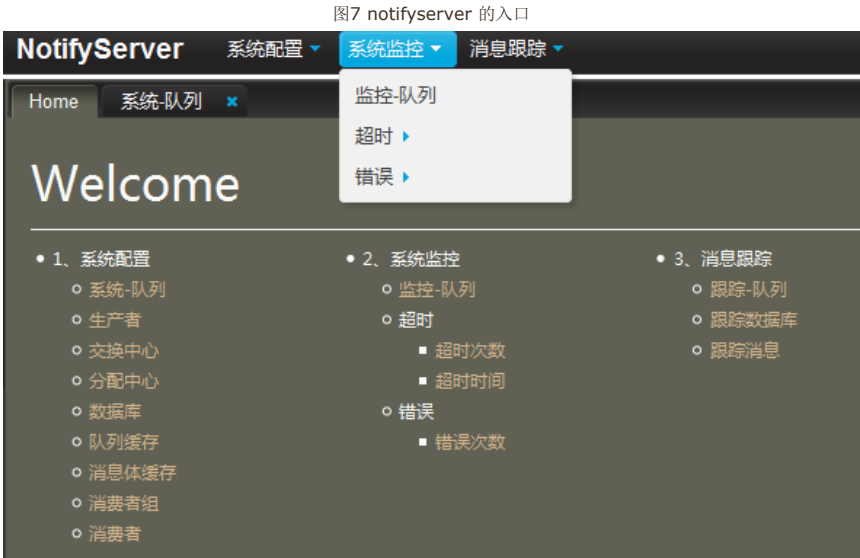 图7 notifyserver 的入口
NotifyServer 系统配置 系统监控 消息跟踪
Home 系统-队列
监控-队列
超时
错误
Welcome
1、系统配置
系统-队列
生产者
交换中心
分配中心
数据库
队列缓存
消息体缓存
消费者组
消费者
2、系统监控
监控-队列
超时
超时次数
超时时间
错误
错误次数
3、消息跟踪
跟踪-队列
跟踪数据库
跟踪消息